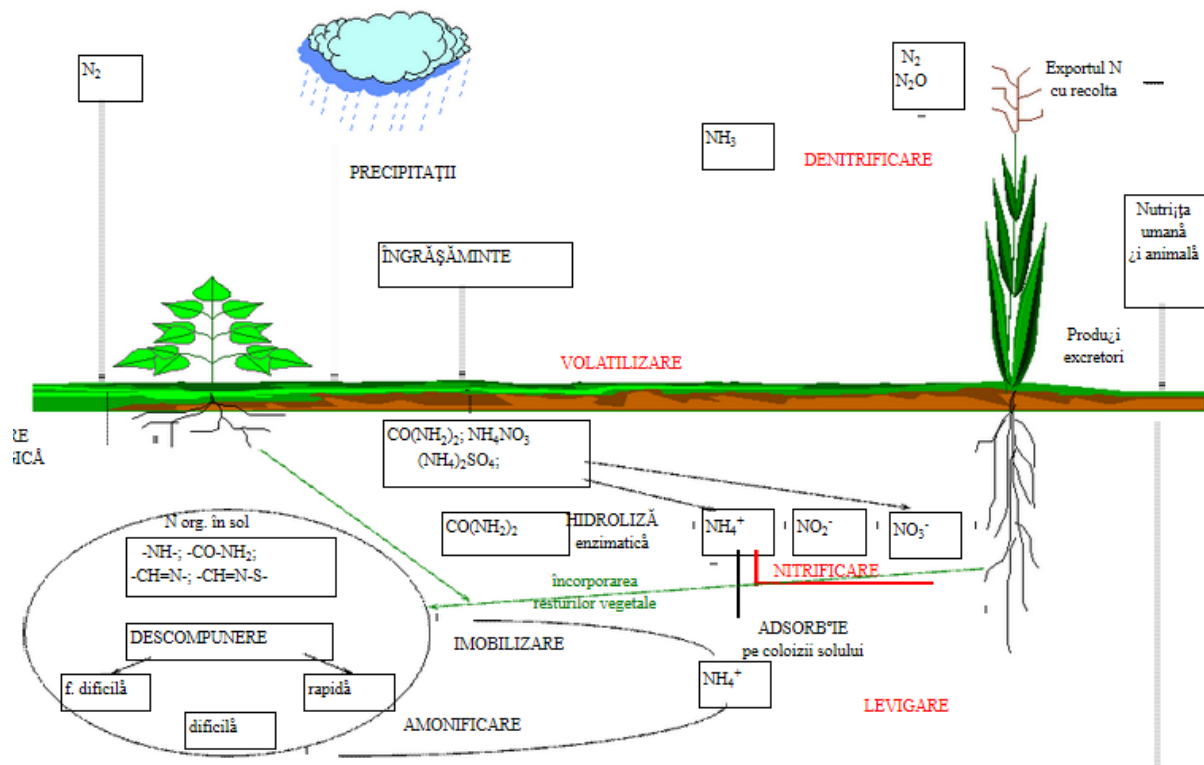 N₂
N₂
N₂O
Exportul N
cu recolta
NH₃
DENITRIFICARE
PRECIPITAŢII
Nutri¡ţa
umană
¿i animală
ÎNGRĂŞĂMINTE
Produ¿i
excretori
VOLATILIZARE
RE
GICĂ
CO(NH₂)₂; NH₄NO₃
(NH₄)₂SO₄;
N org. în sol
CO(NH₂)₂
HIDROLIZĂ
enzimatică
NH₄⁺
NO₂⁻
NO₃⁻
-NH-; -CO-NH₂;
-CH=N-; -CH=N-S-
NITRIFICARE
încorporarea
resturilor vegetale
DESCOMPUNERE
IMOBILIZARE
ADSORB°IE
pe coloizii solului
f. dificilă
rapidă
NH₄⁺
dificilă
AMONIFICARE
LEVIGARE